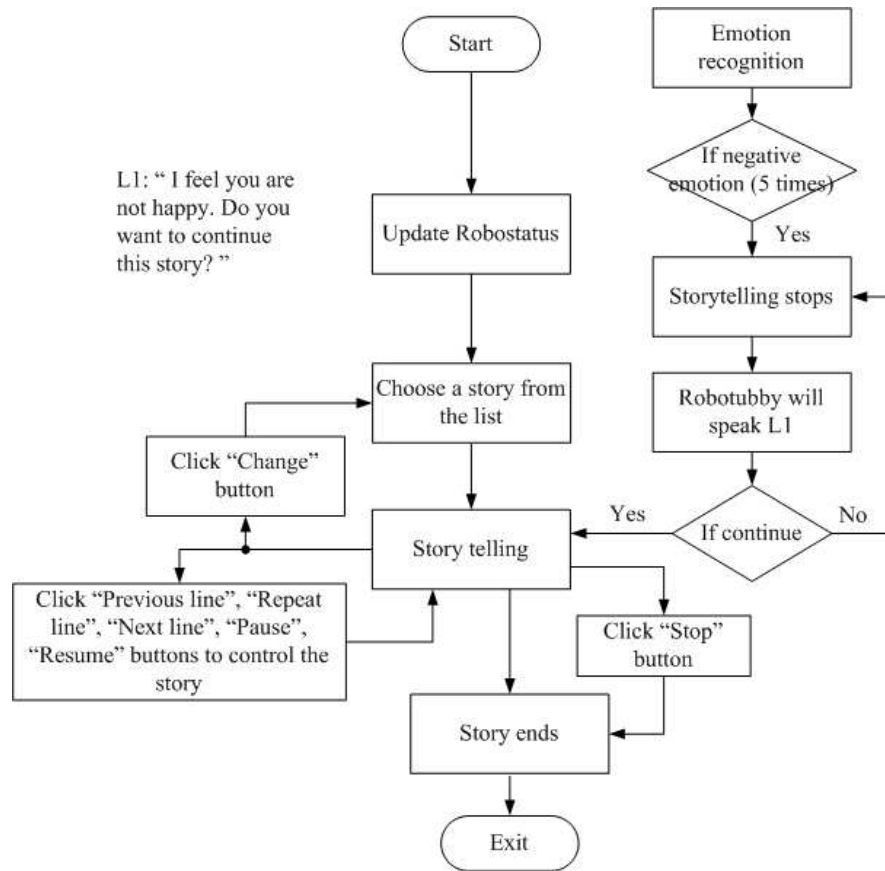 Start
Emotion
recognition
L1: “ I feel you are
not happy. Do you
want to continue
this story? ”
If negative
emotion (5 times)
Yes
Update Robostatus
Storytelling stops
Choose a story from
the list
Robotubby will
speak L1
Click “Change”
button
Yes
If continue
No
Story telling
Click “Previous line”, “Repeat
line”, “Next line”, “Pause”,
“Resume” buttons to control the
story
Click “Stop”
button
Story ends
Exit